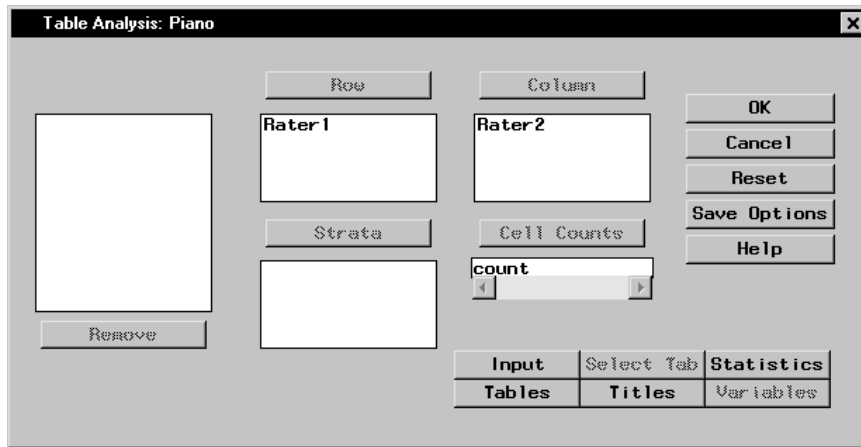 Table Analysis: Piano
Row
Column
Rater1
Rater2
OK
Cancel
Reset
Save Options
Help
Strata
Cell Counts
count
Remove
Input
Select Tab
Statistics
Tables
Titles
Variables